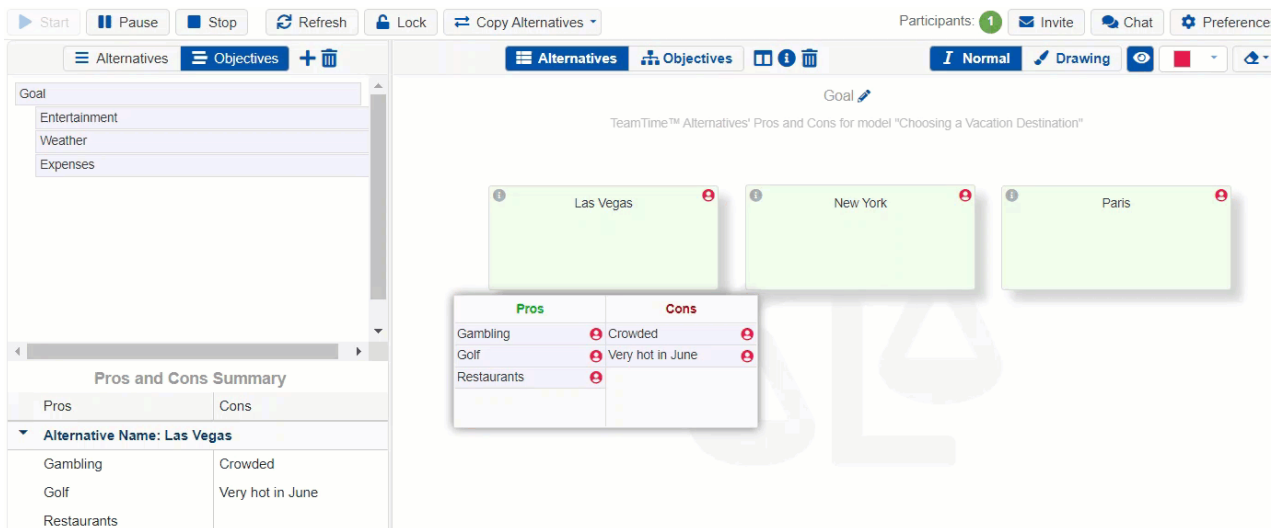 Start Pause Stop Refresh Lock Copy Alternatives Participants: 1 Invite Chat Preference
Alternatives Objectives
Goal
Entertainment
Weather
Expenses
Pros and Cons Summary
Pros Cons
Alternative Name: Las Vegas
Gambling Crowded
Golf Very hot in June
Restaurants
Alternatives Objectives Normal Drawing
Goal
TeamTime™ Alternatives' Pros and Cons for model "Choosing a Vacation Destination"
Las Vegas New York Paris
Pros Cons
Gambling Crowded
Golf Very hot in June
Restaurants